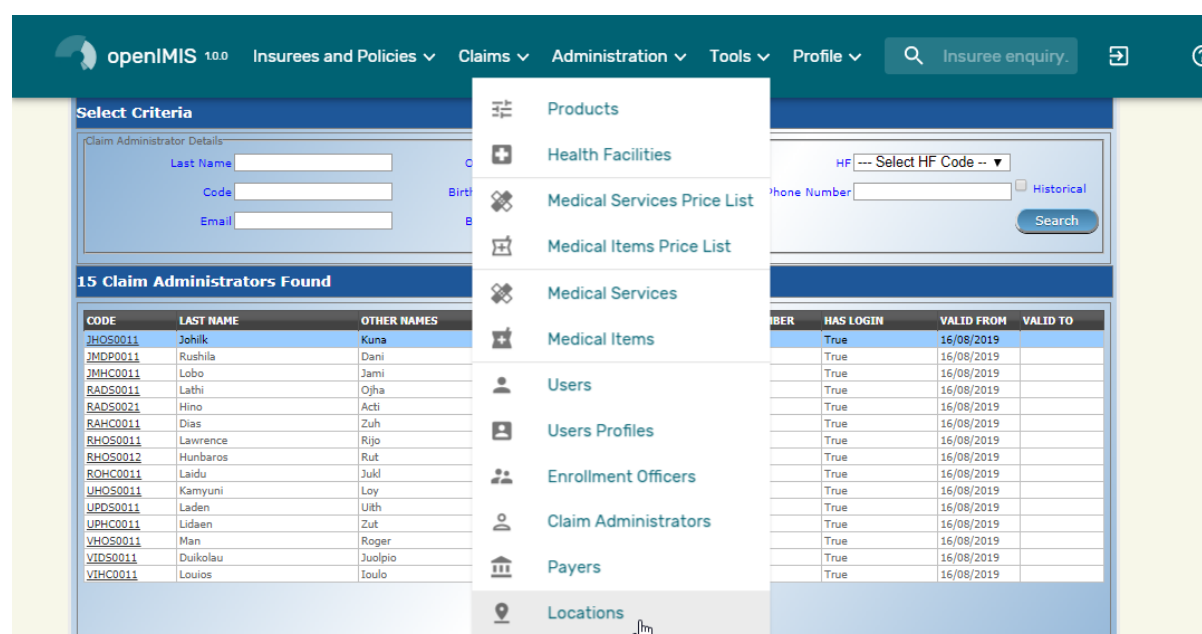 openIMIS 1.0.0 Insurees and Policies Claims Administration Tools Profile Insuree enquiry.
Select Criteria
Claim Administrator Details
Last Name
HF --- Select HF Code --
Code
Phone Number
Historical
Email
Search
Products
Health Facilities
Medical Services Price List
Medical Items Price List
Medical Services
Medical Items
Users
Users Profiles
Enrollment Officers
Claim Administrators
Payers
Locations
15 Claim Administrators Found
CODE LAST NAME OTHER NAMES HAS LOGIN VALID FROM VALID TO
JHOS0011 Johilk Kuna True 16/08/2019
JMDP0011 Rushila Dani True 16/08/2019
JMHC0011 Lobo Jami True 16/08/2019
RADS0011 Lathi Ojha True 16/08/2019
RADS0021 Hino Acti True 16/08/2019
RAHC0011 Dias Zuh True 16/08/2019
RHOS0011 Lawrence Rijo True 16/08/2019
RHOS0012 Hunbaros Rut True 16/08/2019
ROHC0011 Laidu Jukl True 16/08/2019
UHOS0011 Kamyuni Loy True 16/08/2019
UPDS0011 Laden Uith True 16/08/2019
UPHC0011 Lidaen Zut True 16/08/2019
VHOS0011 Man Roger True 16/08/2019
VIDS0011 Duikolau Juolpio True 16/08/2019
VIHC0011 Louios Ioulo True 16/08/2019